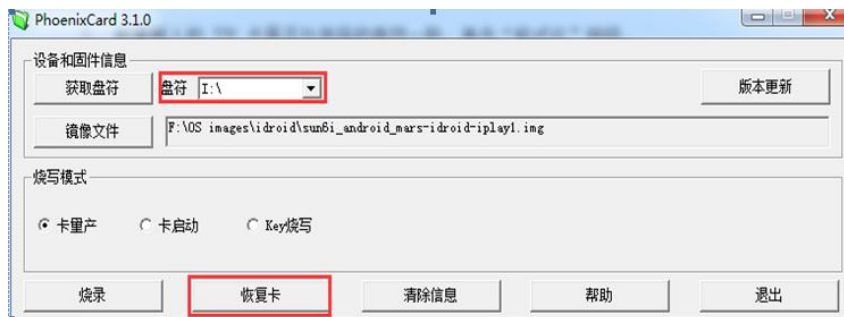 PhoenixCard 3.1.0
设备和固件信息
获取盘符 盘符 I:\ 版本更新
镜像文件 F:\OS images\idroid\sun6i_android_mars-idroid-iplay1.img
烧写模式
卡量产 卡启动 Key烧写
烧录 恢复卡 清除信息 帮助 退出